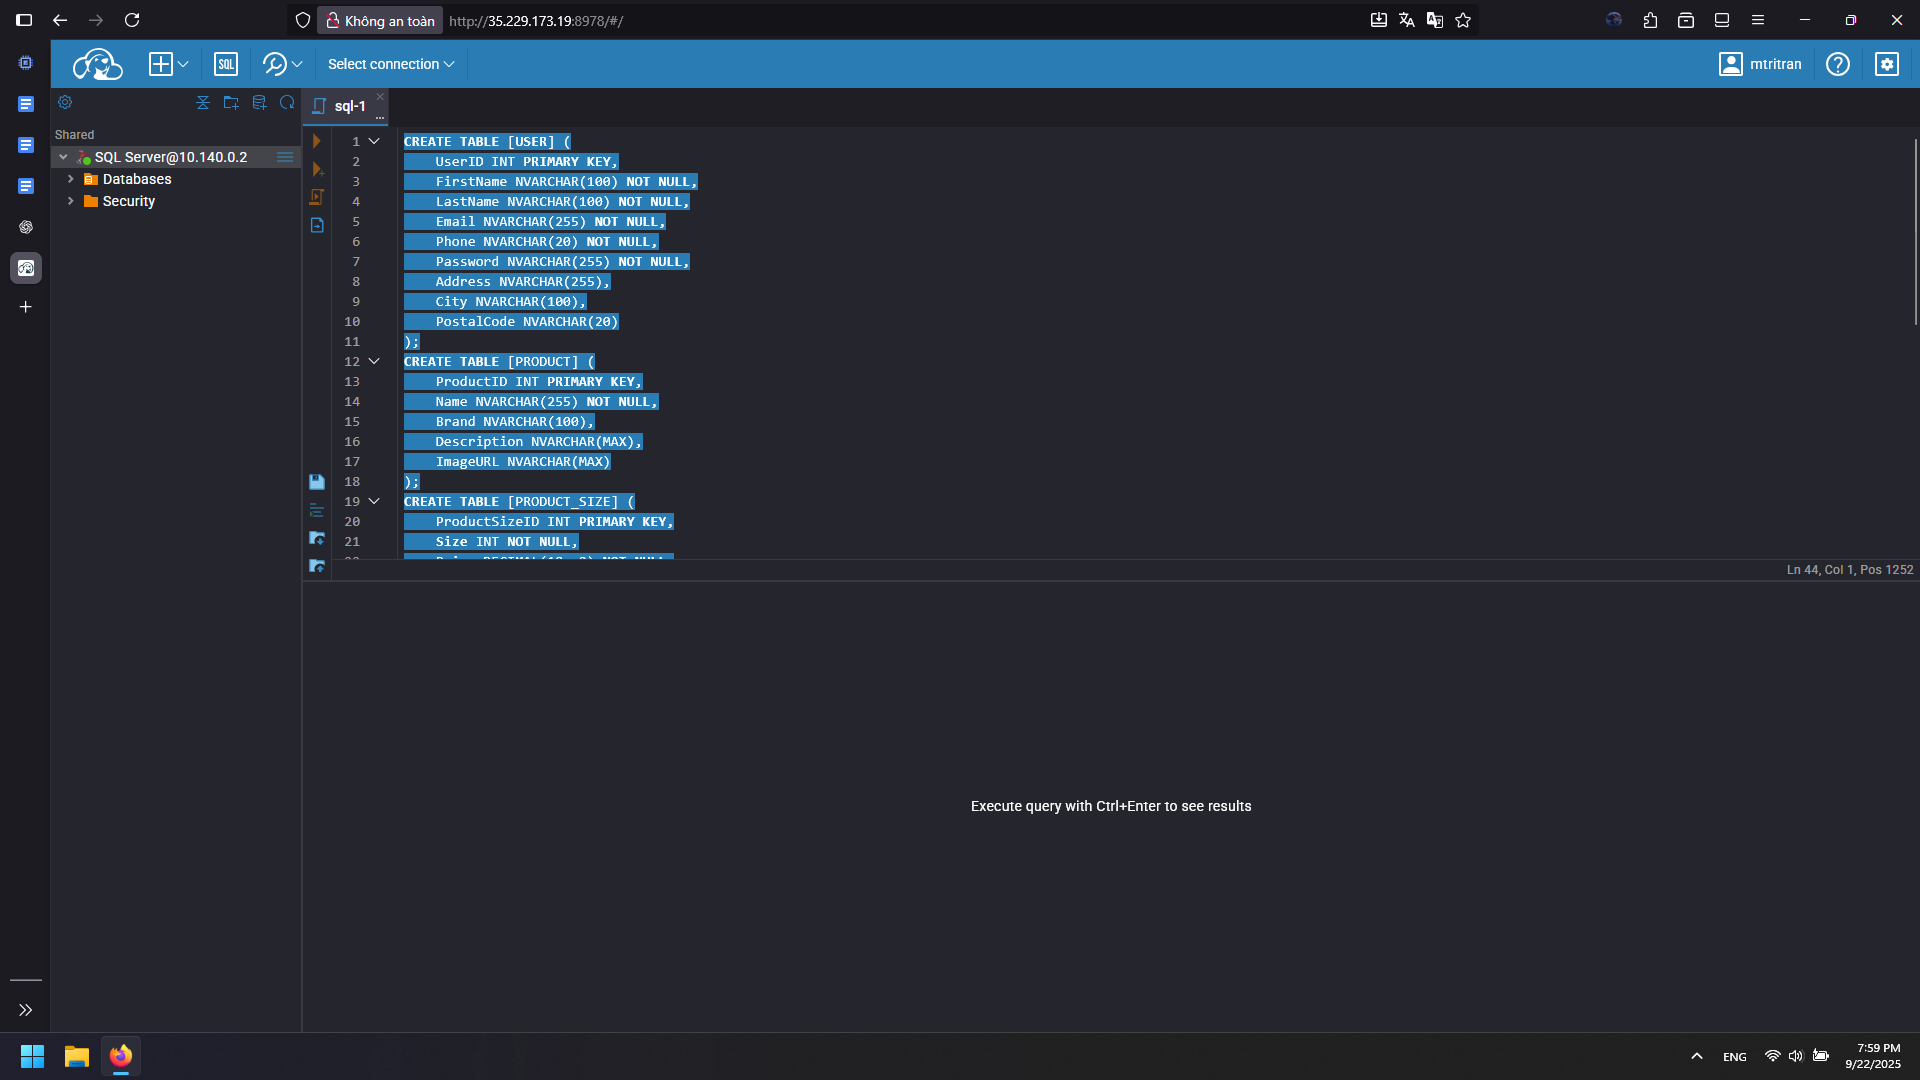 Không an toàn
http://35.229.173.19:8978/#/
SQL
Select connection
mtritran
Shared
SQL Server@10.140.0.2
Databases
Security
sql-1
1 CREATE TABLE [USER] (
2 UserID INT PRIMARY KEY,
3 FirstName NVARCHAR(100) NOT NULL,
4 LastName NVARCHAR(100) NOT NULL,
5 Email NVARCHAR(255) NOT NULL,
6 Phone NVARCHAR(20) NOT NULL,
7 Password NVARCHAR(255) NOT NULL,
8 Address NVARCHAR(255),
9 City NVARCHAR(100),
10 PostalCode NVARCHAR(20)
11 );
12 CREATE TABLE [PRODUCT] (
13 ProductID INT PRIMARY KEY,
14 Name NVARCHAR(255) NOT NULL,
15 Brand NVARCHAR(100),
16 Description NVARCHAR(MAX),
17 ImageURL NVARCHAR(MAX)
18 );
19 CREATE TABLE [PRODUCT_SIZE] (
20 ProductSizeID INT PRIMARY KEY,
21 Size INT NOT NULL,
Ln 44, Col 1, Pos 1252
Execute query with Ctrl+Enter to see results
ENG
7:59 PM
9/22/2025